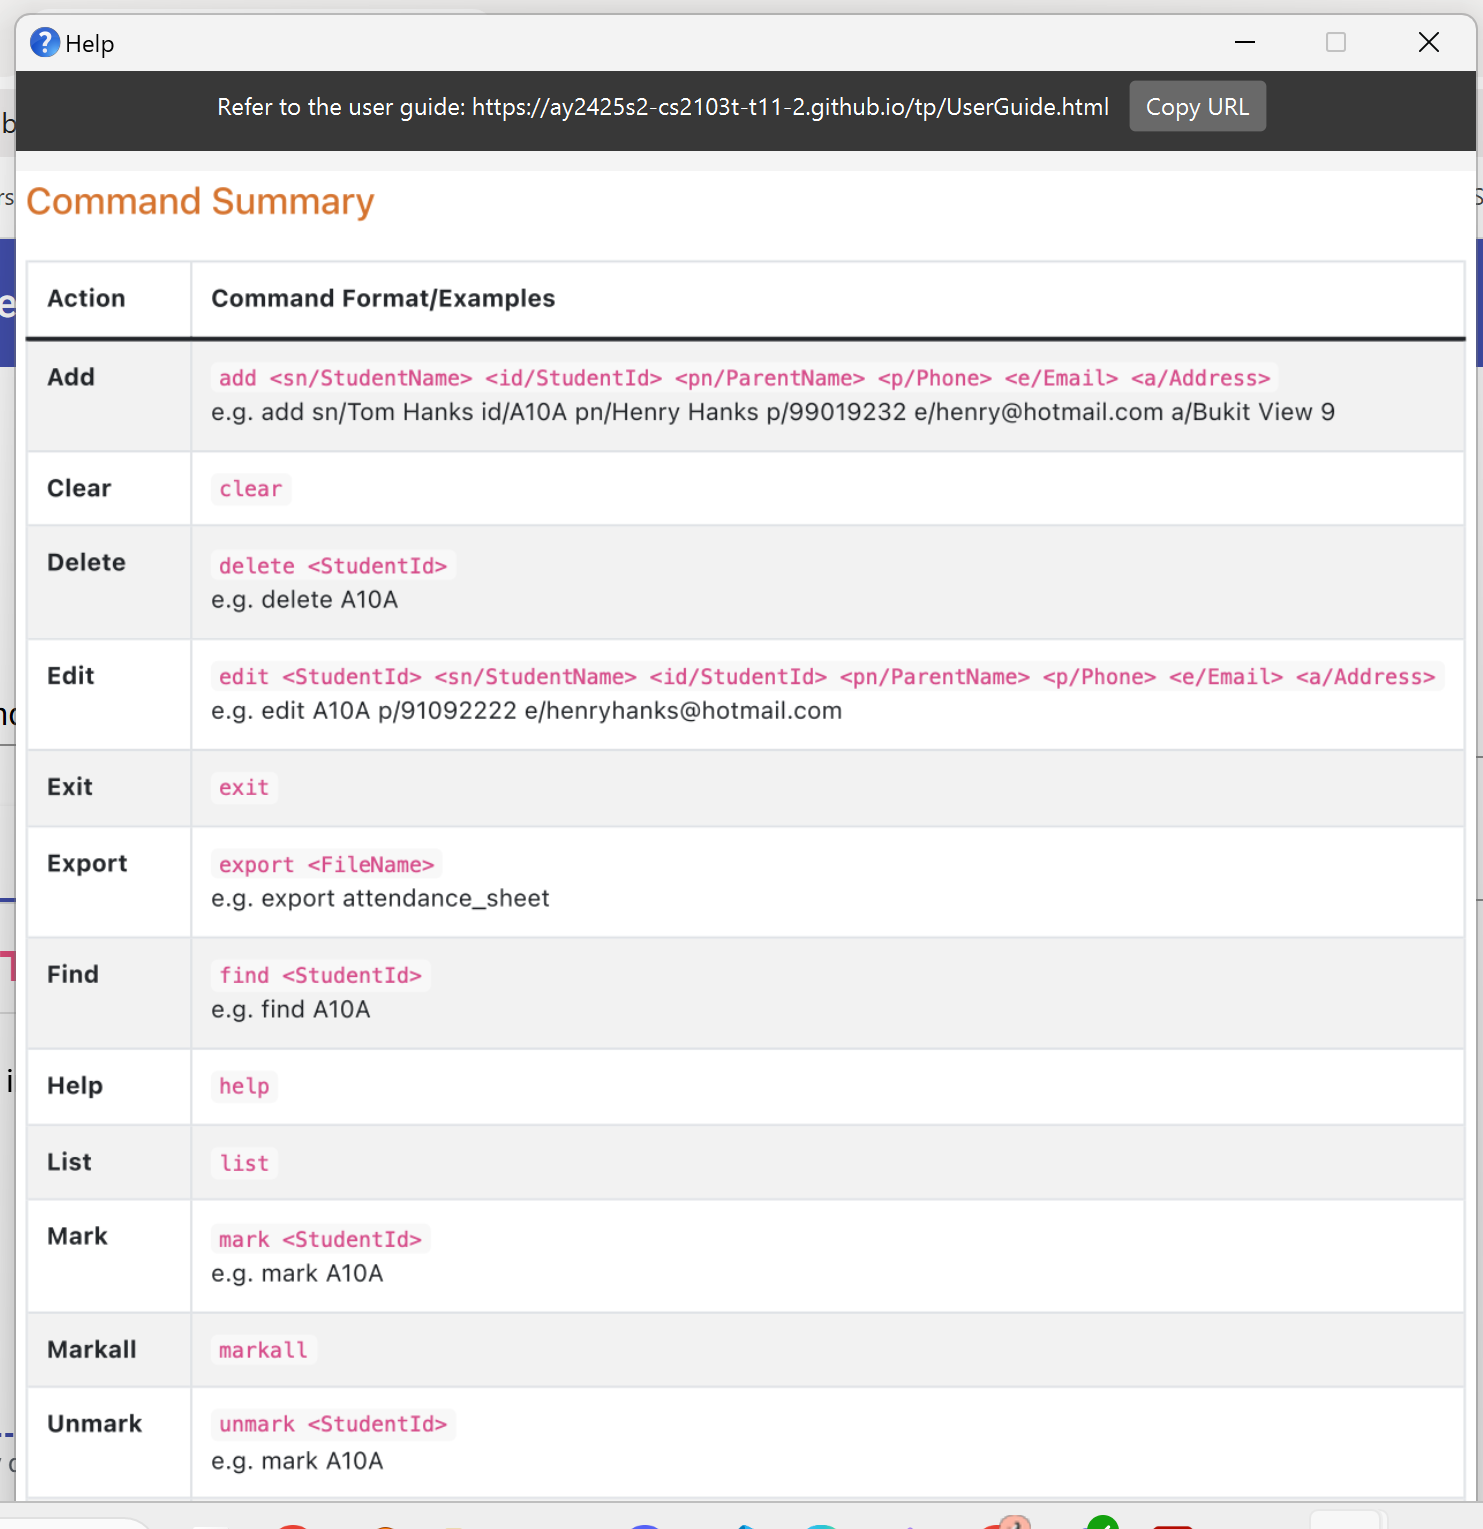 Help
Refer to the user guide: https://ay2425s2-cs2103t-t11-2.github.io/tp/UserGuide.html Copy URL
Command Summary
Action Command Format/Examples
Add add <sn/StudentName> <id/StudentId> <pn/ParentName> <p/Phone> <e/Email> <a/Address>
e.g. add sn/Tom Hanks id/A10A pn/Henry Hanks p/99019232 e/henry@hotmail.com a/Bukit View 9
Clear clear
Delete delete <StudentId>
e.g. delete A10A
Edit edit <StudentId> <sn/StudentName> <id/StudentId> <pn/ParentName> <p/Phone> <e/Email> <a/Address>
e.g. edit A10A p/91092222 e/henryhanks@hotmail.com
Exit exit
Export export <FileName>
e.g. export attendance_sheet
Find find <StudentId>
e.g. find A10A
Help help
List list
Mark mark <StudentId>
e.g. mark A10A
Markall markall
Unmark unmark <StudentId>
e.g. mark A10A